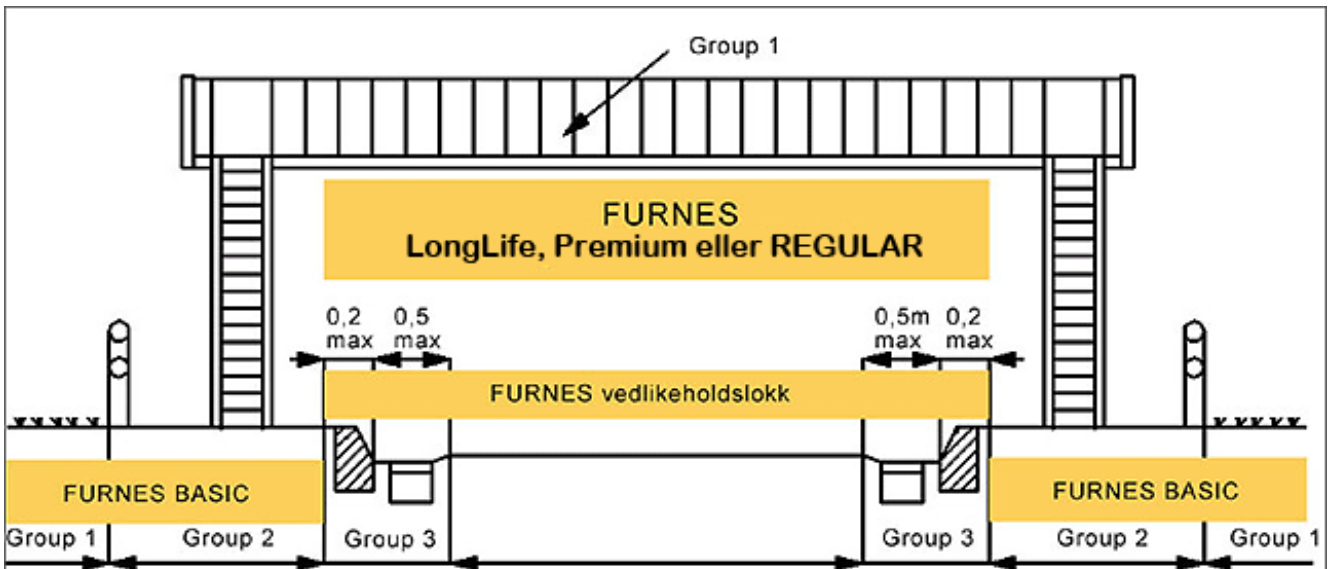 Group 1
FURNES
LongLife, Premium eller REGULAR
0,2 0,5 0,5m 0,2
max max max max
FURNES vedlikeholdslokk
FURNES BASIC FURNES BASIC
Group 1 Group 2 Group 3 Group 3 Group 2 Group 1